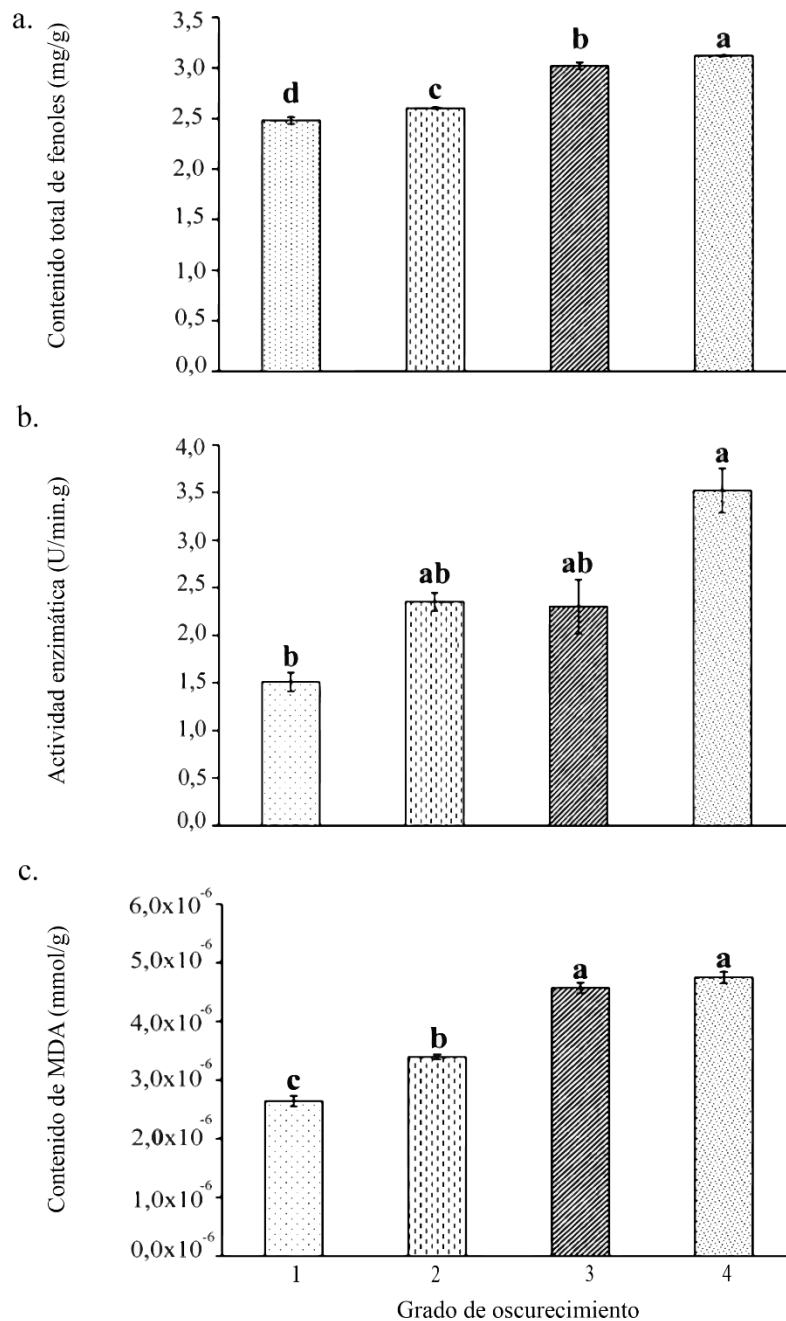 a.
Contenido total de fenoles (mg/g)
3,5
3,0
2,5
2,0
1,5
1,0
0,5
0,0
d
c
b
a
b.
Actividad enzimática (U/min.g)
4,0
3,5
3,0
2,5
2,0
1,5
1,0
0,5
0,0
b
ab
ab
a
c.
Contenido de MDA (mmol/g)
6,0x10⁻⁶
5,0x10⁻⁶
4,0x10⁻⁶
3,0x10⁻⁶
2,0x10⁻⁶
1,0x10⁻⁶
0,0x10⁻⁶
c
b
a
a
1 2 3 4
Grado de oscurecimiento